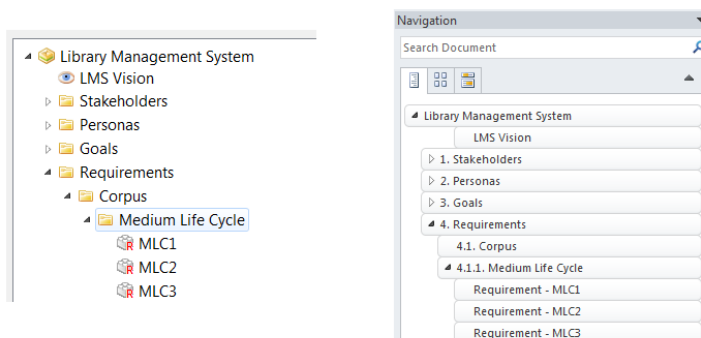 Library Management System
LMS Vision
Stakeholders
Personas
Goals
Requirements
Corpus
Medium Life Cycle
MLC1
MLC2
MLC3
Navigation
Search Document
Library Management System
LMS Vision
1. Stakeholders
2. Personas
3. Goals
4. Requirements
4.1. Corpus
4.1.1. Medium Life Cycle
Requirement - MLC1
Requirement - MLC2
Requirement - MLC3